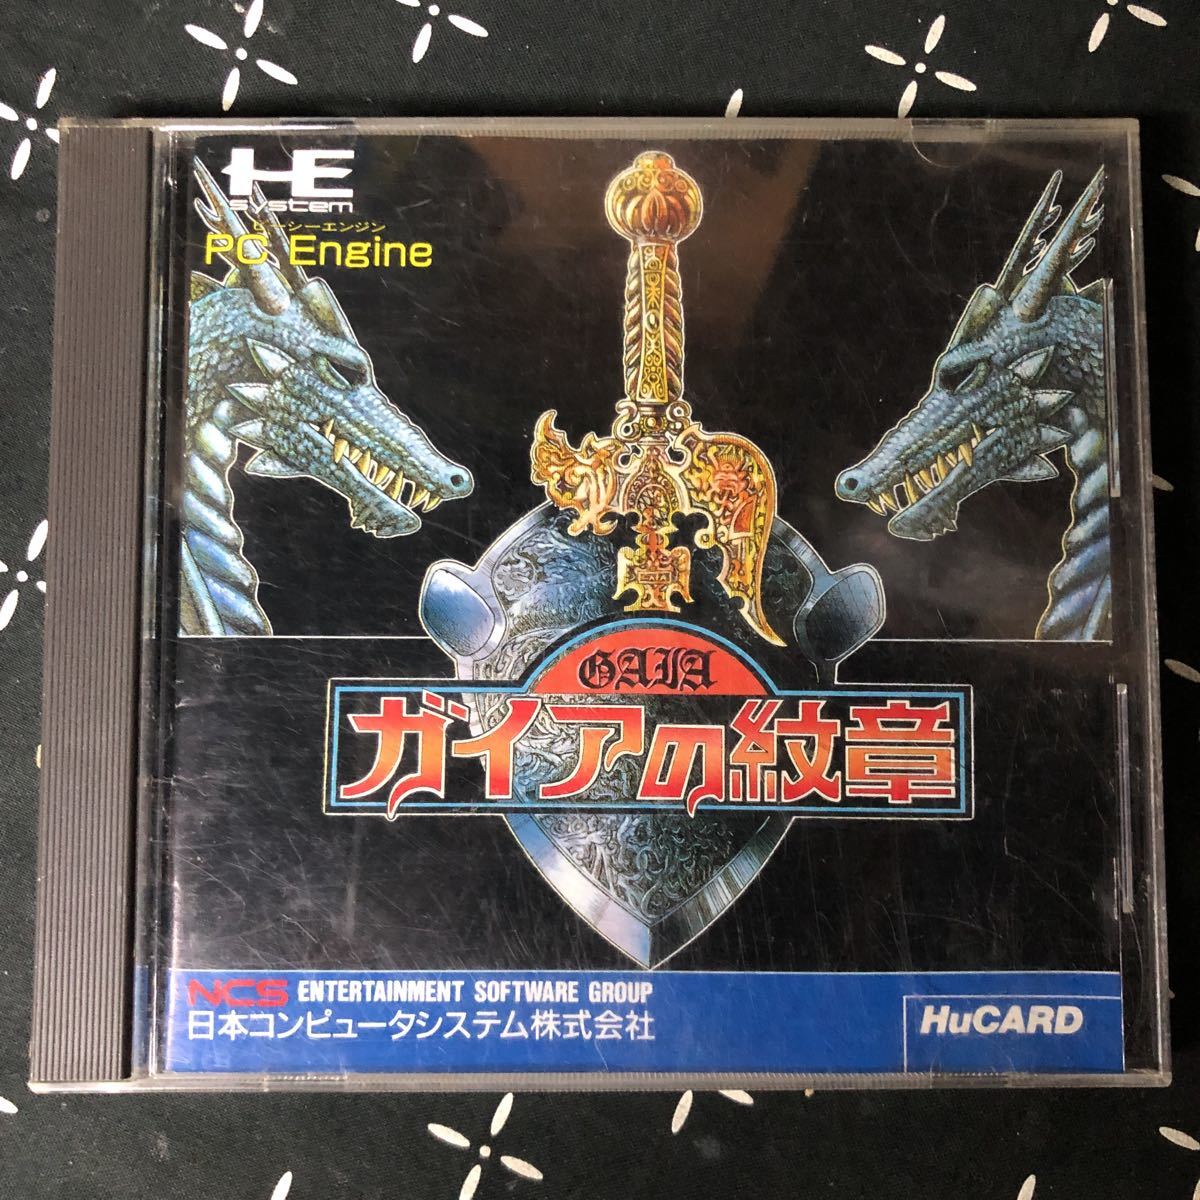 HE
system
ピーシーエンジン
PC Engine
GAIA
GAIA
ガイアの紋章
NCS ENTERTAINMENT SOFTWARE GROUP
日本コンピュータシステム株式会社
HuCARD